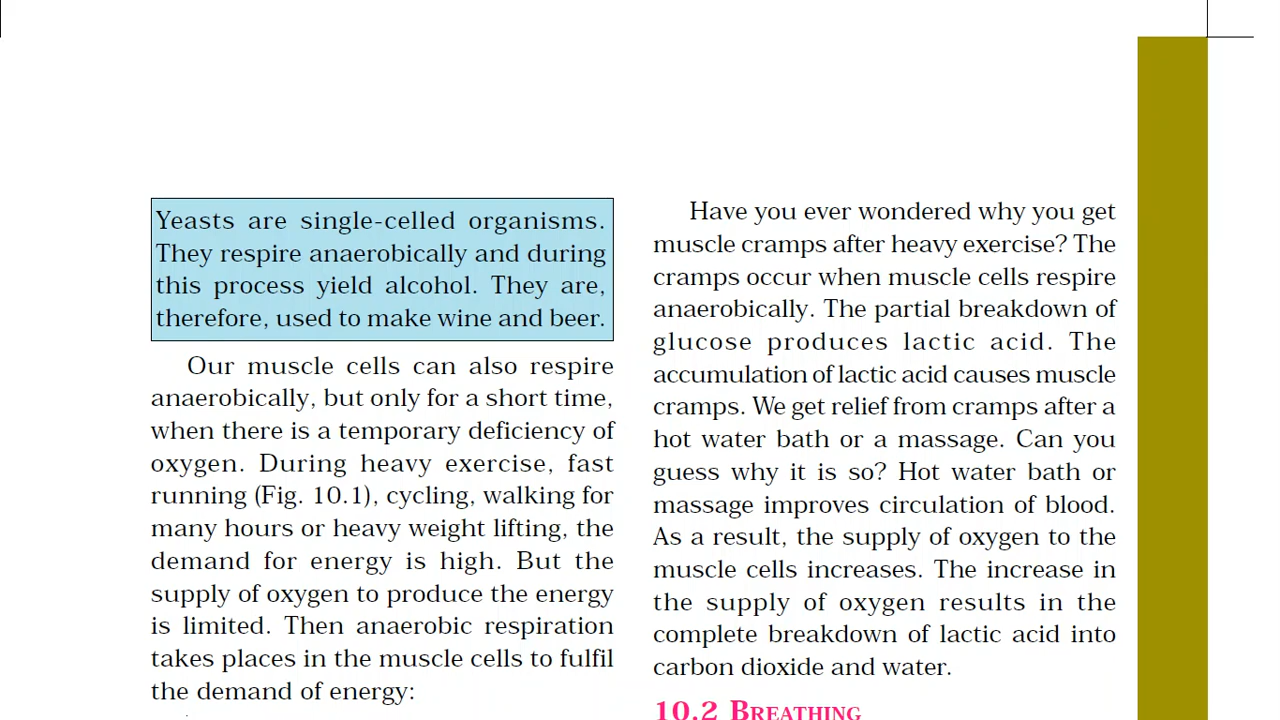 Yeasts are single-celled organisms.
They respire anaerobically and during
this process yield alcohol. They are,
therefore, used to make wine and beer.
Our muscle cells can also respire
anaerobically, but only for a short time,
when there is a temporary deficiency of
oxygen. During heavy exercise, fast
running (Fig. 10.1), cycling, walking for
many hours or heavy weight lifting, the
demand for energy is high. But the
supply of oxygen to produce the energy
is limited. Then anaerobic respiration
takes places in the muscle cells to fulfil
the demand of energy:
Have you ever wondered why you get
muscle cramps after heavy exercise? The
cramps occur when muscle cells respire
anaerobically. The partial breakdown of
glucose produces lactic acid. The
accumulation of lactic acid causes muscle
cramps. We get relief from cramps after a
hot water bath or a massage. Can you
guess why it is so? Hot water bath or
massage improves circulation of blood.
As a result, the supply of oxygen to the
muscle cells increases. The increase in
the supply of oxygen results in the
complete breakdown of lactic acid into
carbon dioxide and water.
10.2 BREATHING